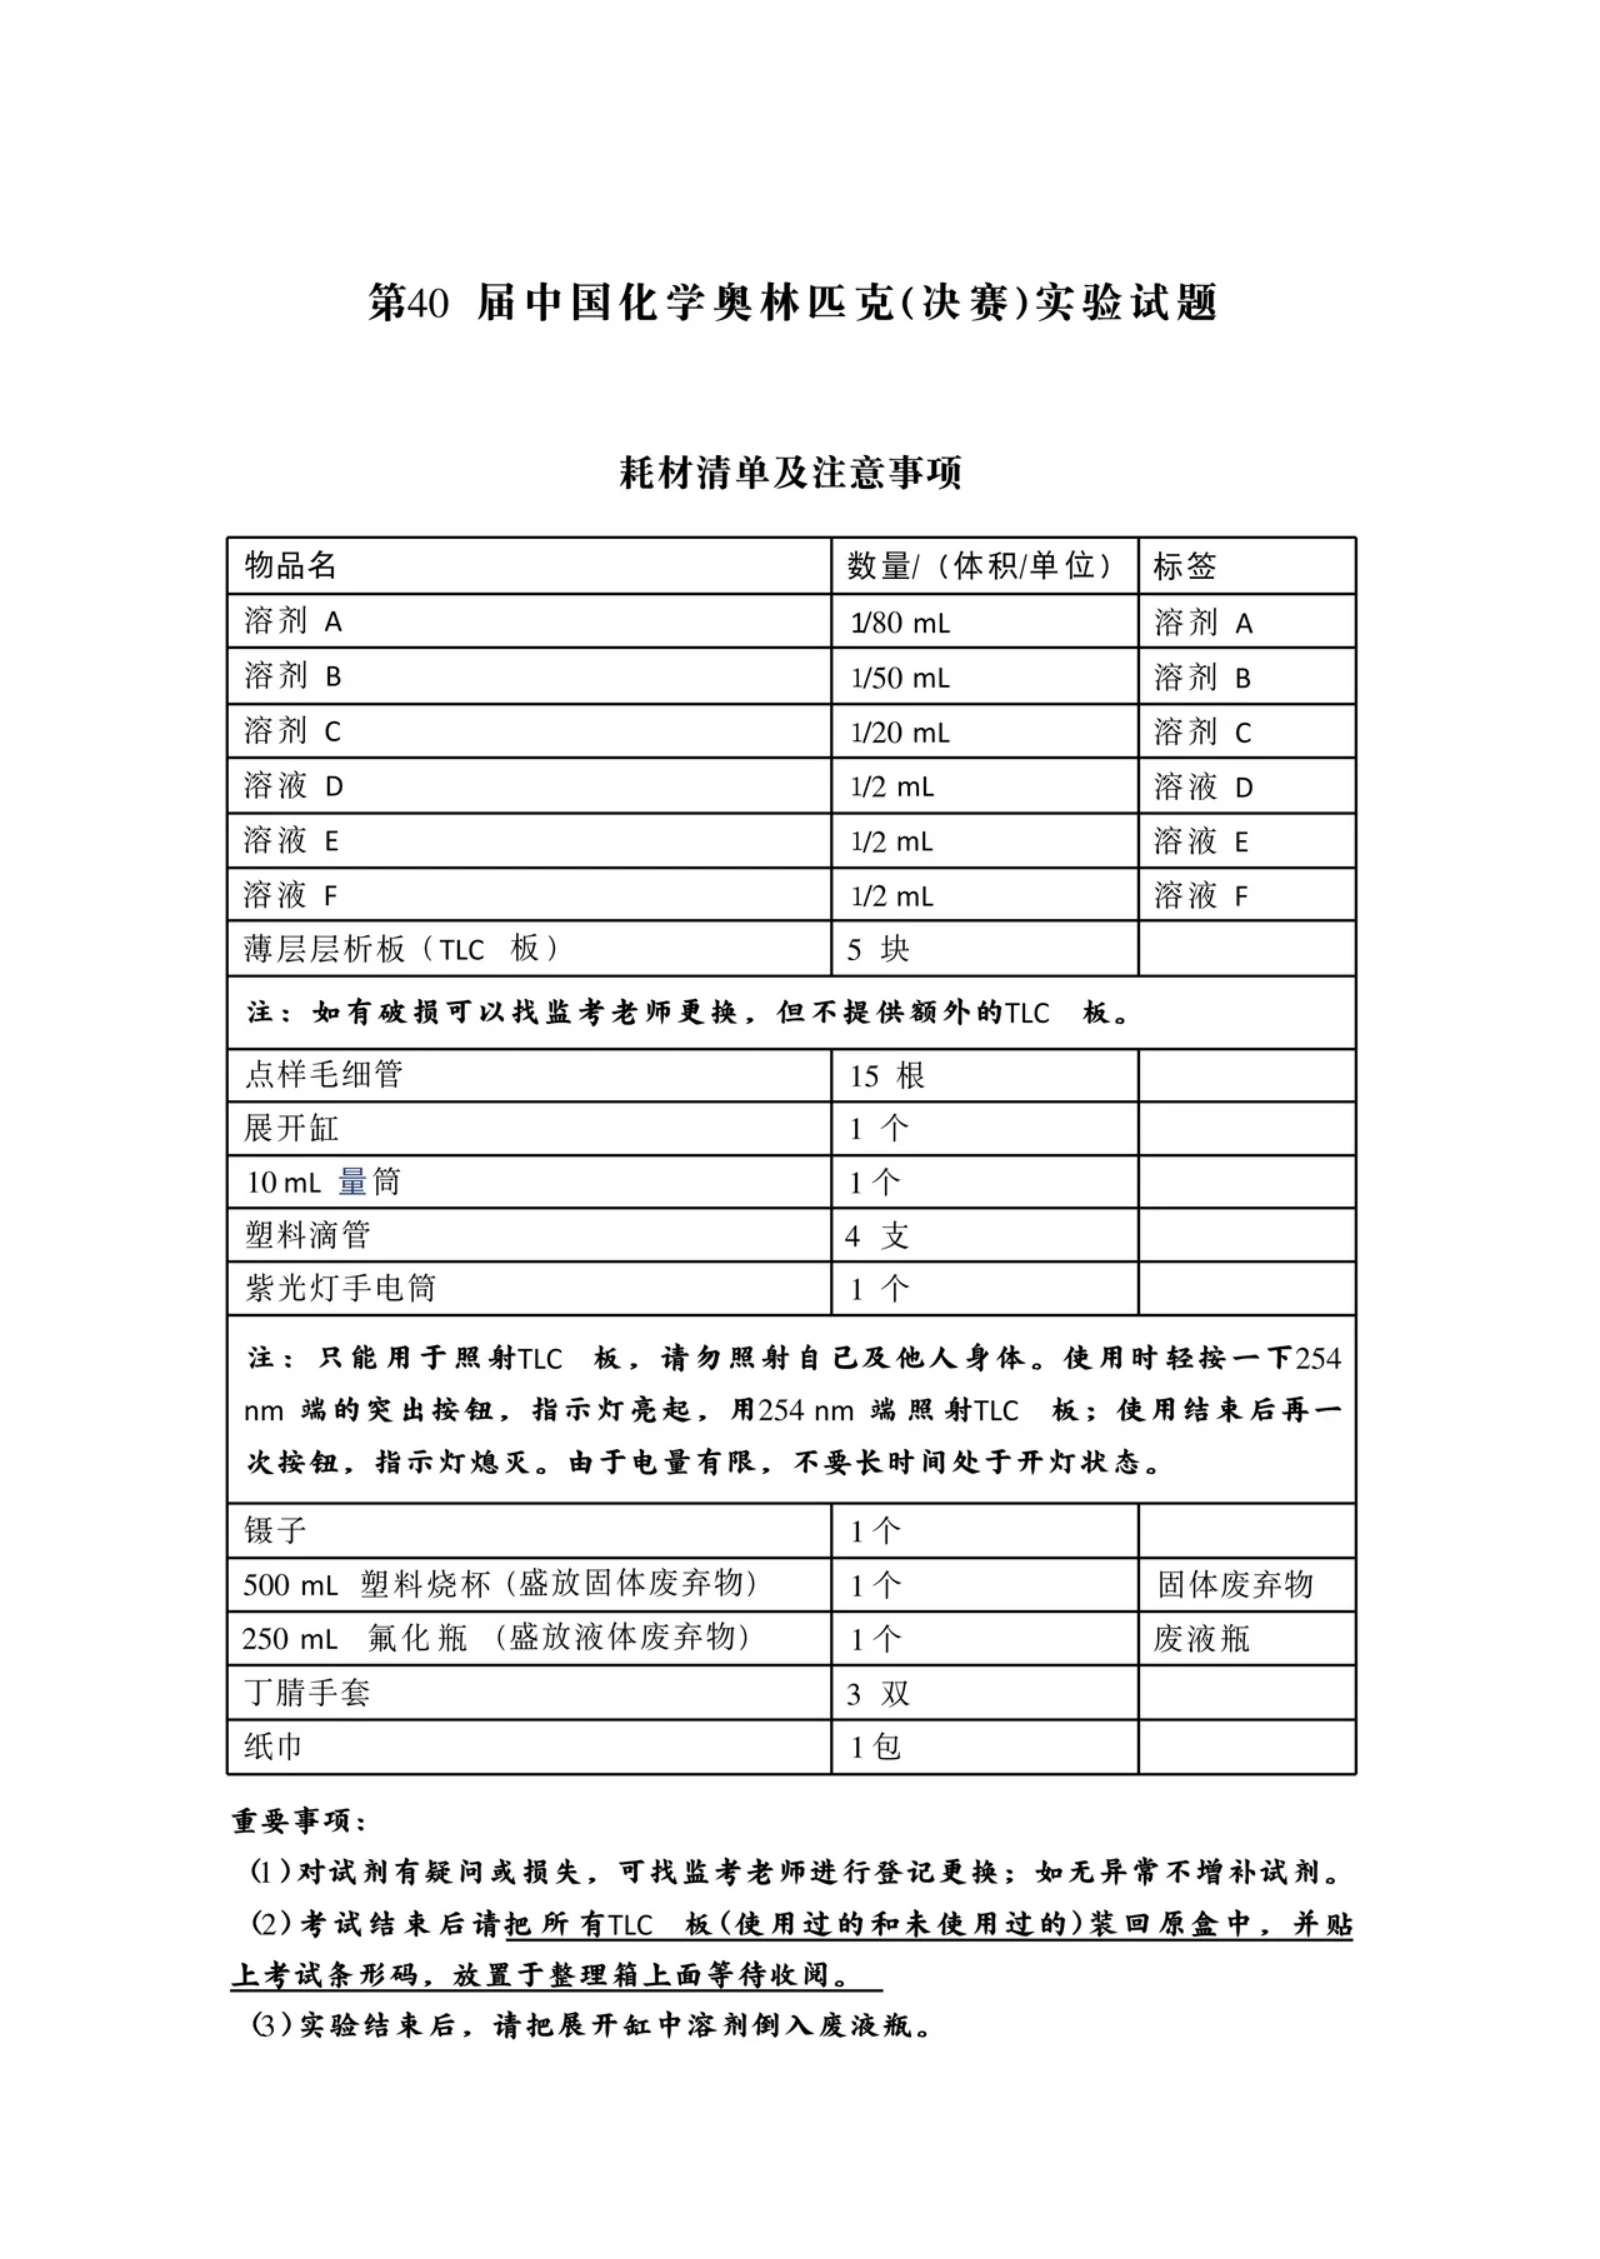 第40 届中国化学奥林匹克(决赛)实验试题
耗材清单及注意事项
物品名 数量/（体积/单位） 标签
溶剂 A 1/80 mL 溶剂 A
溶剂 B 1/50 mL 溶剂 B
溶剂 C 1/20 mL 溶剂 C
溶液 D 1/2 mL 溶液 D
溶液 E 1/2 mL 溶液 E
溶液 F 1/2 mL 溶液 F
薄层层析板（TLC 板） 5 块
注：如有破损可以找监考老师更换，但不提供额外的TLC 板。
点样毛细管 15 根
展开缸 1 个
10 mL 量筒 1个
塑料滴管 4 支
紫光灯手电筒 1 个
注：只能用于照射TLC 板，请勿照射自己及他人身体。使用时轻按一下254
nm 端的突出按钮，指示灯亮起，用254 nm 端照射TLC 板；使用结束后再一
次按钮，指示灯熄灭。由于电量有限，不要长时间处于开灯状态。
镊子 1个
500 mL 塑料烧杯(盛放固体废弃物) 1个 固体废弃物
250 mL 氟化瓶 (盛放液体废弃物) 1个 废液瓶
丁腈手套 3 双
纸巾 1包
重要事项：
(1)对试剂有疑问或损失，可找监考老师进行登记更换；如无异常不增补试剂。
(2)考试结束后请把所有TLC 板(使用过的和未使用过的)装回原盒中，并贴
上考试条形码，放置于整理箱上面等待收阅。
(3)实验结束后，请把展开缸中溶剂倒入废液瓶。